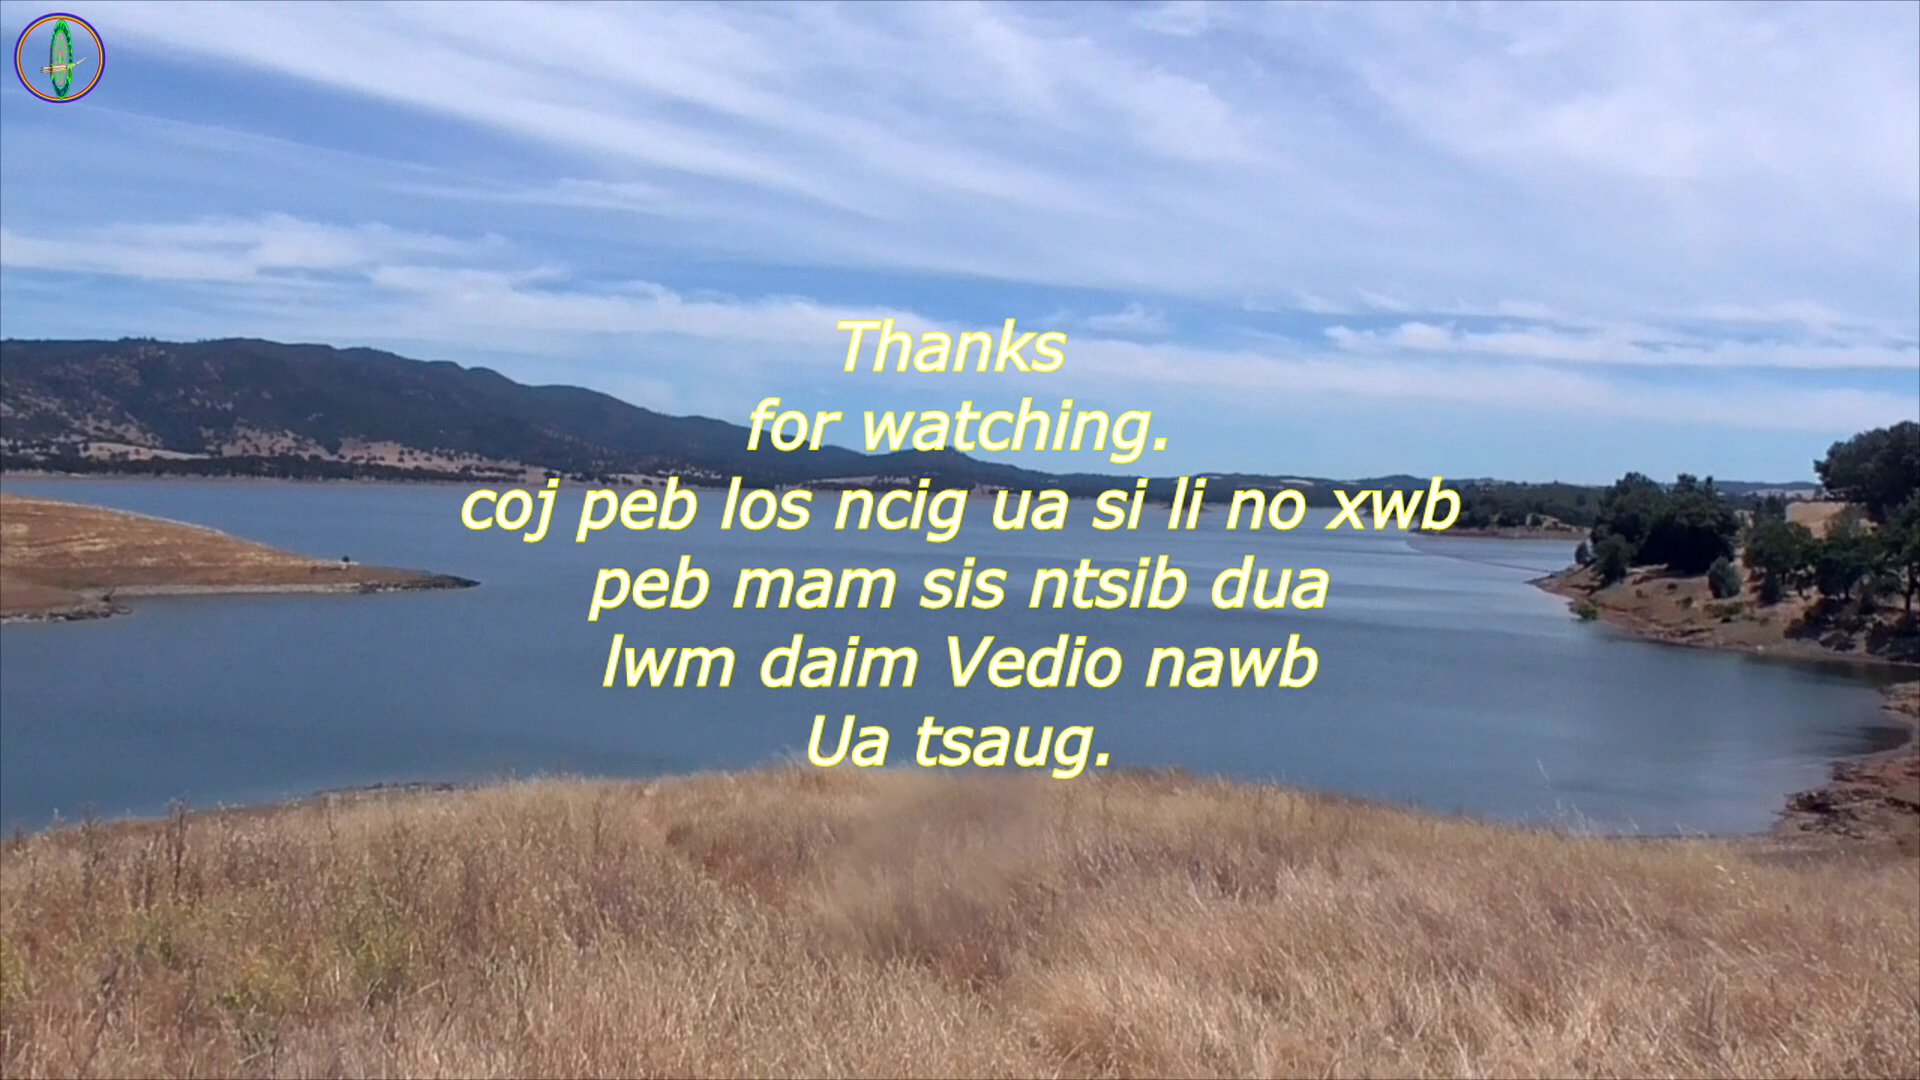 Thanks
for watching.
coj peb los ncig ua si li no xwb
peb mam sis ntsib dua
lwm daim Vedio nawb
Ua tsaug.